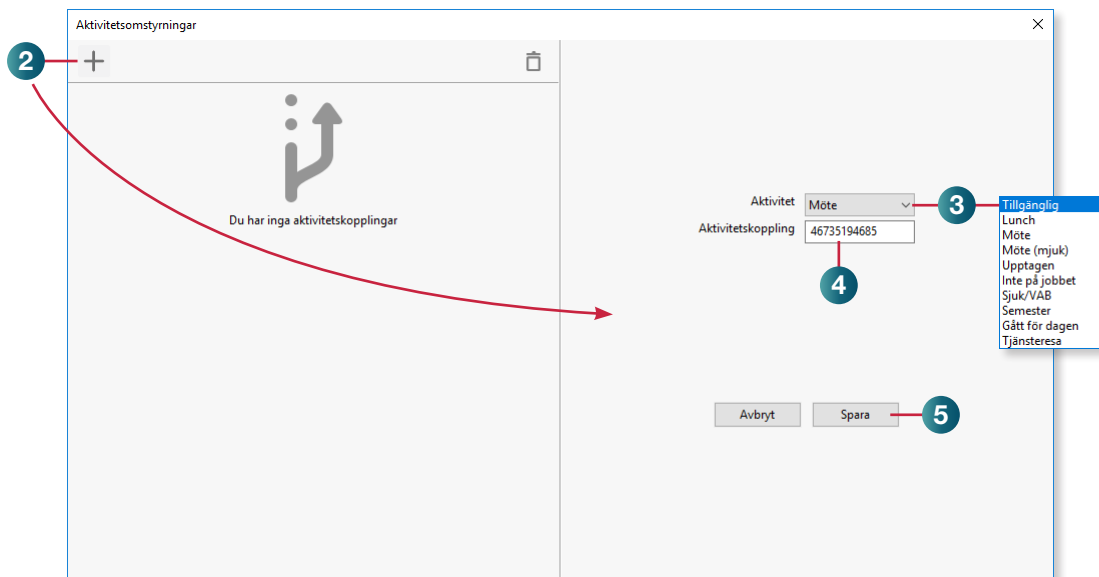 Aktivitetsomstyrningar
2
Du har inga aktivitetskopplingar
Aktivitet Möte
3
Aktivitetskoppling 46735194685
4
Tillgänglig
Lunch
Möte
Möte (mjuk)
Upptagen
Inte på jobbet
Sjuk/VAB
Semester
Gått för dagen
Tjänsteresa
Avbryt Spara
5